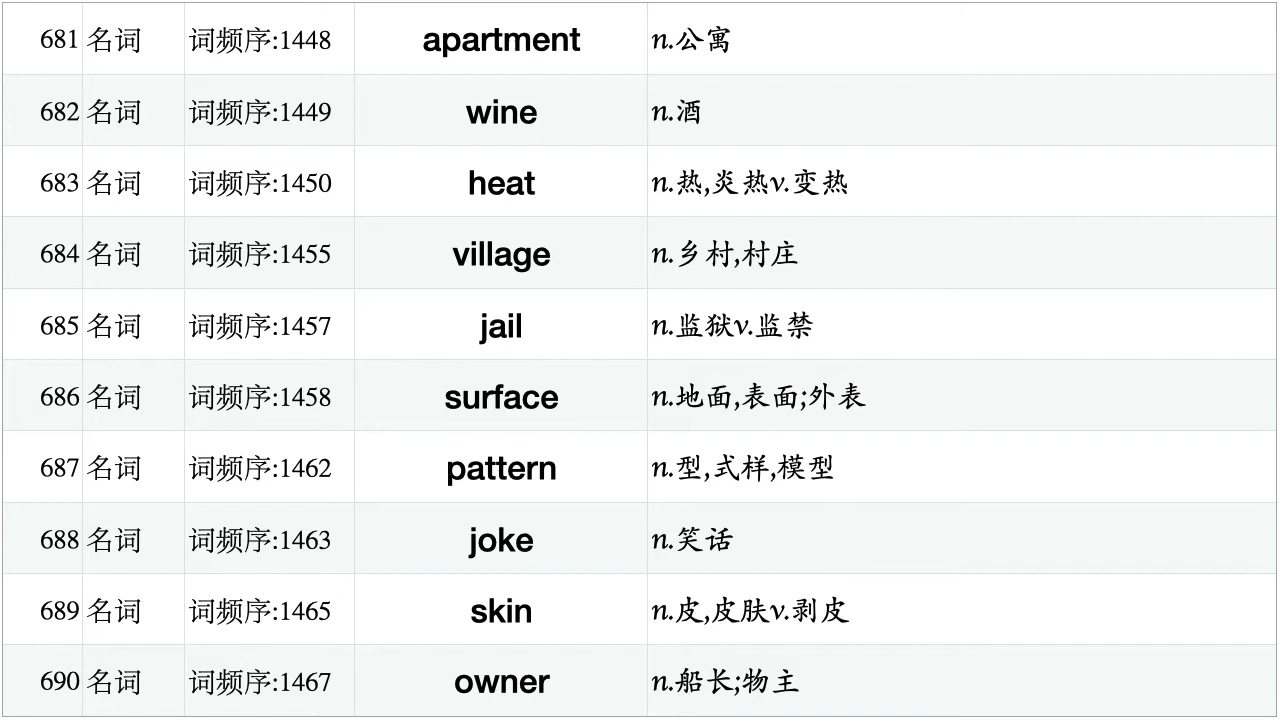 681 名词 词频序:1448 apartment n.公寓
682 名词 词频序:1449 wine n.酒
683 名词 词频序:1450 heat n.热,炎热v.变热
684 名词 词频序:1455 village n.乡村,村庄
685 名词 词频序:1457 jail n.监狱v.监禁
686 名词 词频序:1458 surface n.地面,表面;外表
687 名词 词频序:1462 pattern n.型,式样,模型
688 名词 词频序:1463 joke n.笑话
689 名词 词频序:1465 skin n.皮,皮肤v.剥皮
690 名词 词频序:1467 owner n.船长;物主